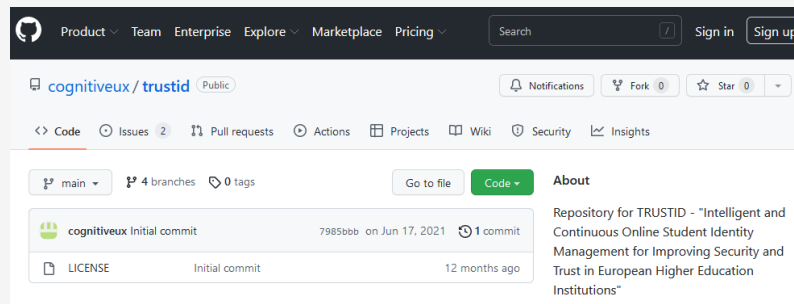 Product Team Enterprise Explore Marketplace Pricing Search / Sign in Sign up
cognitiveux / trustid Public Notifications Fork 0 Star 0
<> Code Issues 2 Pull requests Actions Projects Wiki Security Insights
main 4 branches 0 tags Go to file Code
cognitiveux Initial commit 7985bbb on Jun 17, 2021 1 commit
LICENSE Initial commit 12 months ago
About
Repository for TRUSTID - "Intelligent and
Continuous Online Student Identity
Management for Improving Security and
Trust in European Higher Education
Institutions"